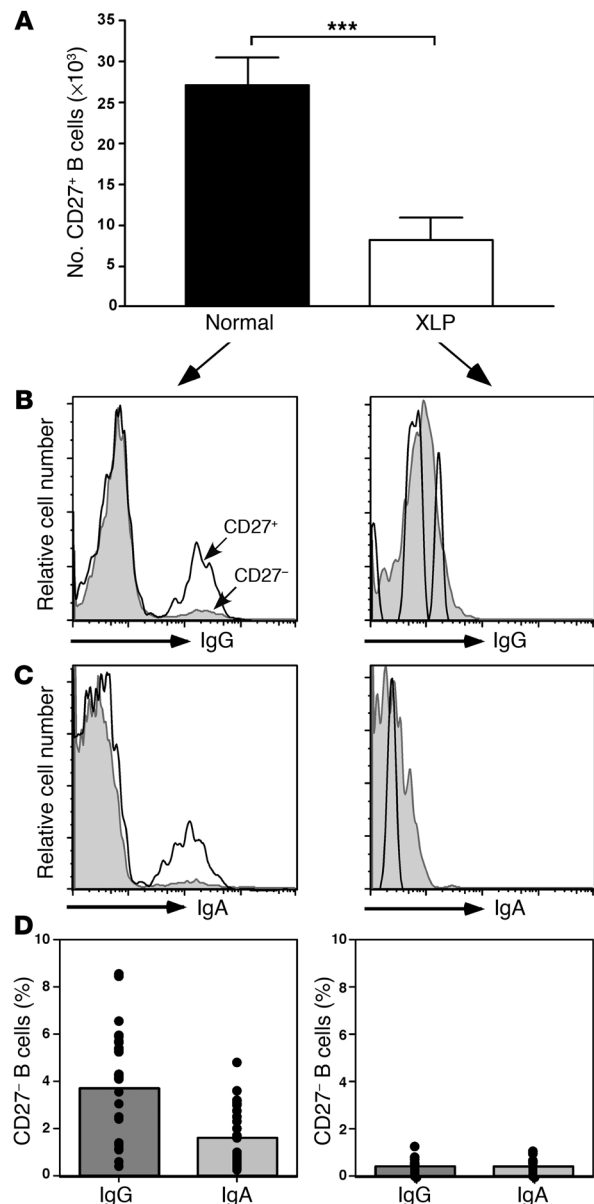 A
No. CD27⁺ B cells (×10³)
35
30
25
20
15
10
5
0
***
Normal
XLP
B
Relative cell number
CD27⁺
CD27⁻
IgG
IgG
C
Relative cell number
IgA
IgA
D
CD27⁻ B cells (%)
10
8
6
4
2
0
IgG
IgA
CD27⁻ B cells (%)
10
8
6
4
2
0
IgG
IgA